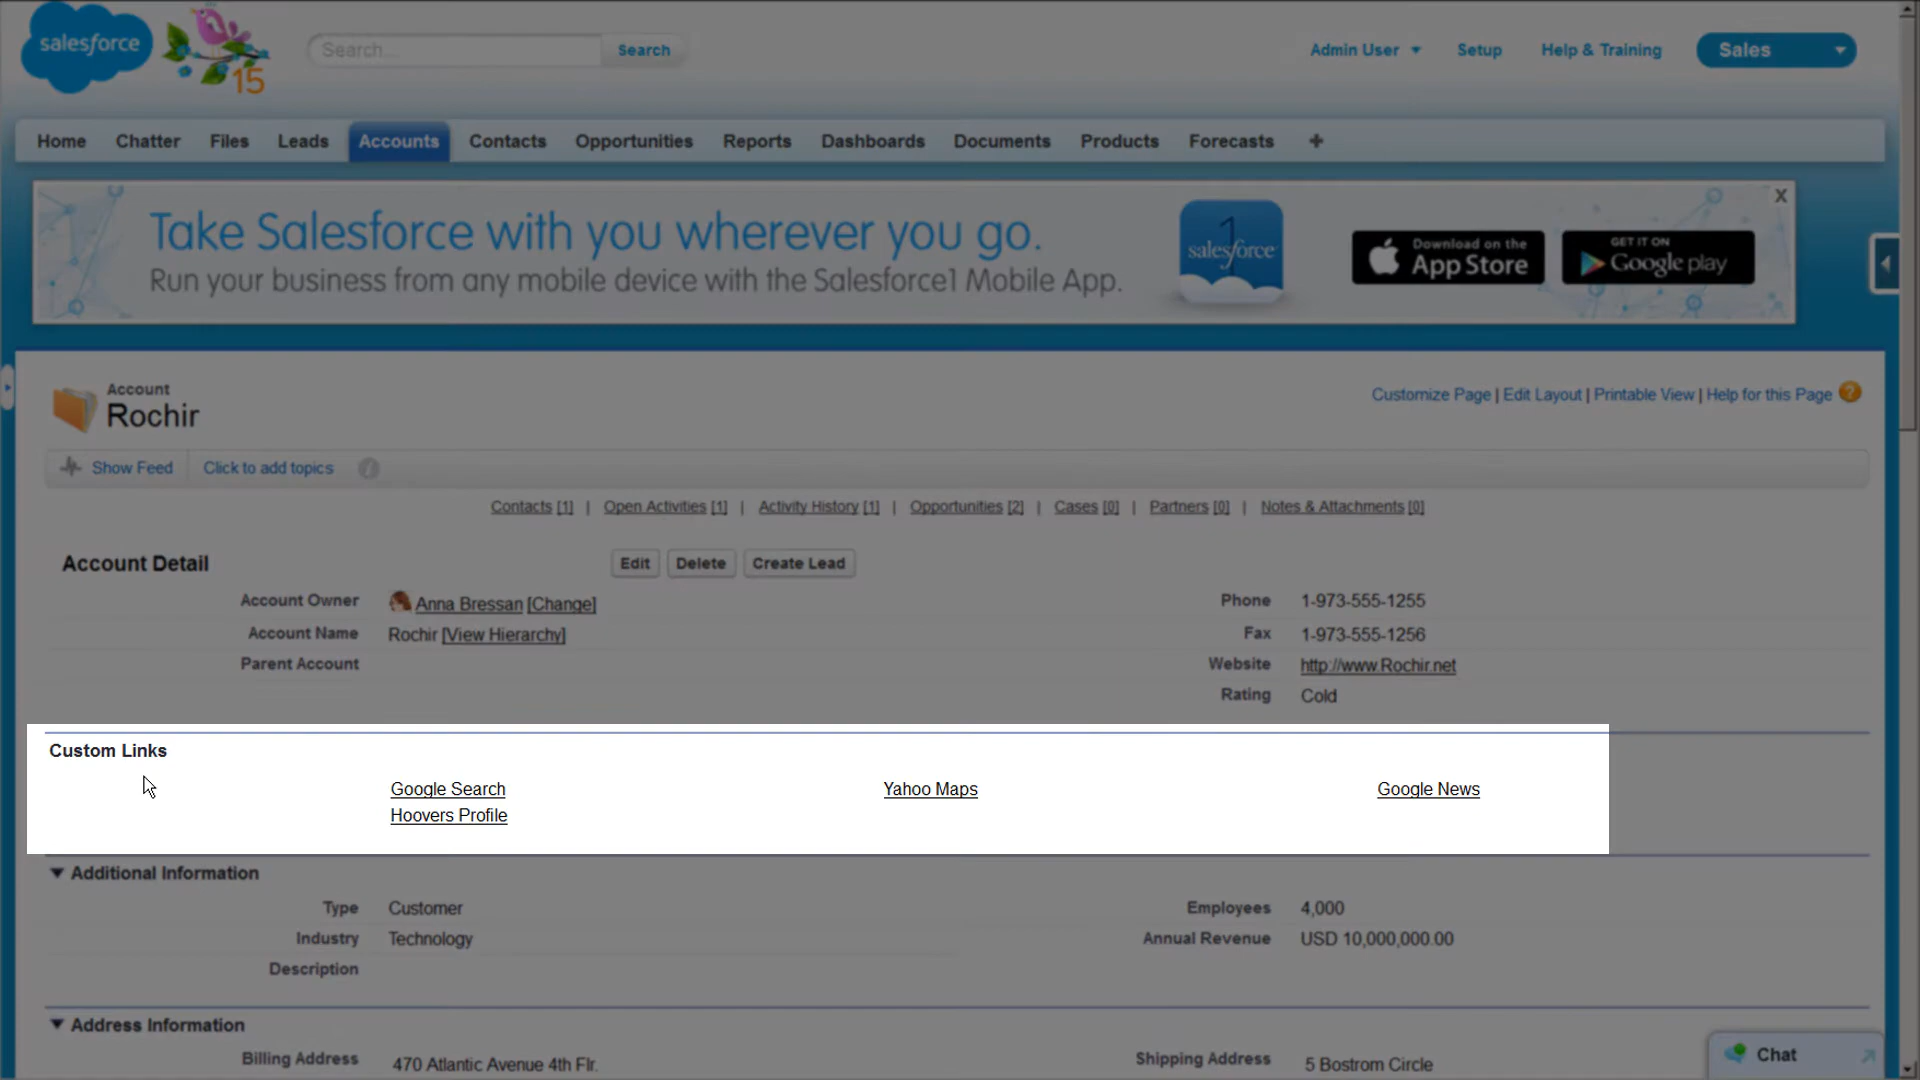 salesforce
15
Search...
Search
Admin User
Setup
Help & Training
Sales
Home
Chatter
Files
Leads
Accounts
Contacts
Opportunities
Reports
Dashboards
Documents
Products
Forecasts
+
Take Salesforce with you wherever you go.
Run your business from any mobile device with the Salesforce1 Mobile App.
1
salesforce
Download on the
App Store
GET IT ON
Google play
X
Account
Rochir
Customize Page | Edit Layout | Printable View | Help for this Page ?
Show Feed
Click to add topics
i
Contacts [1] | Open Activities [1] | Activity History [1] | Opportunities [2] | Cases [0] | Partners [0] | Notes & Attachments [0]
Account Detail
Edit
Delete
Create Lead
Account Owner Anna Bressan [Change]
Phone 1-973-555-1255
Account Name Rochir [View Hierarchy]
Fax 1-973-555-1256
Parent Account
Website http://www.Rochir.net
Rating Cold
Custom Links
Google Search
Yahoo Maps
Google News
Hoovers Profile
Additional Information
Type Customer
Employees 4,000
Industry Technology
Annual Revenue USD 10,000,000.00
Description
Address Information
Billing Address 470 Atlantic Avenue 4th Flr.
Shipping Address 5 Bostrom Circle
Chat